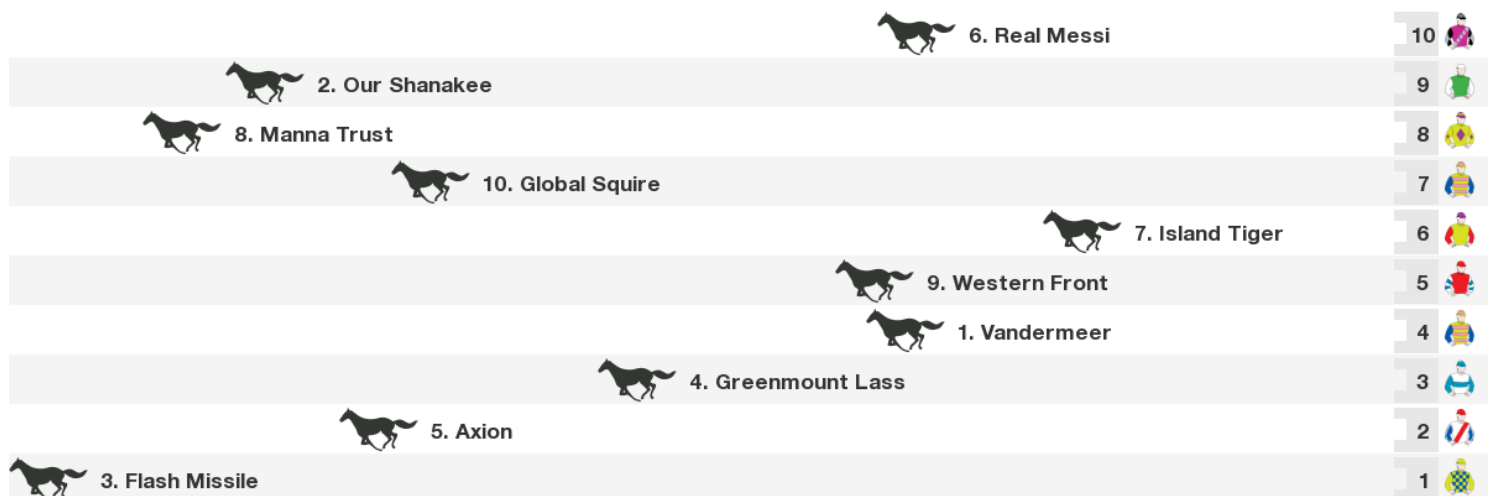 6. Real Messi 10
2. Our Shanakee 9
8. Manna Trust 8
10. Global Squire 7
7. Island Tiger 6
9. Western Front 5
1. Vandermeer 4
4. Greenmount Lass 3
5. Axion 2
3. Flash Missile 1